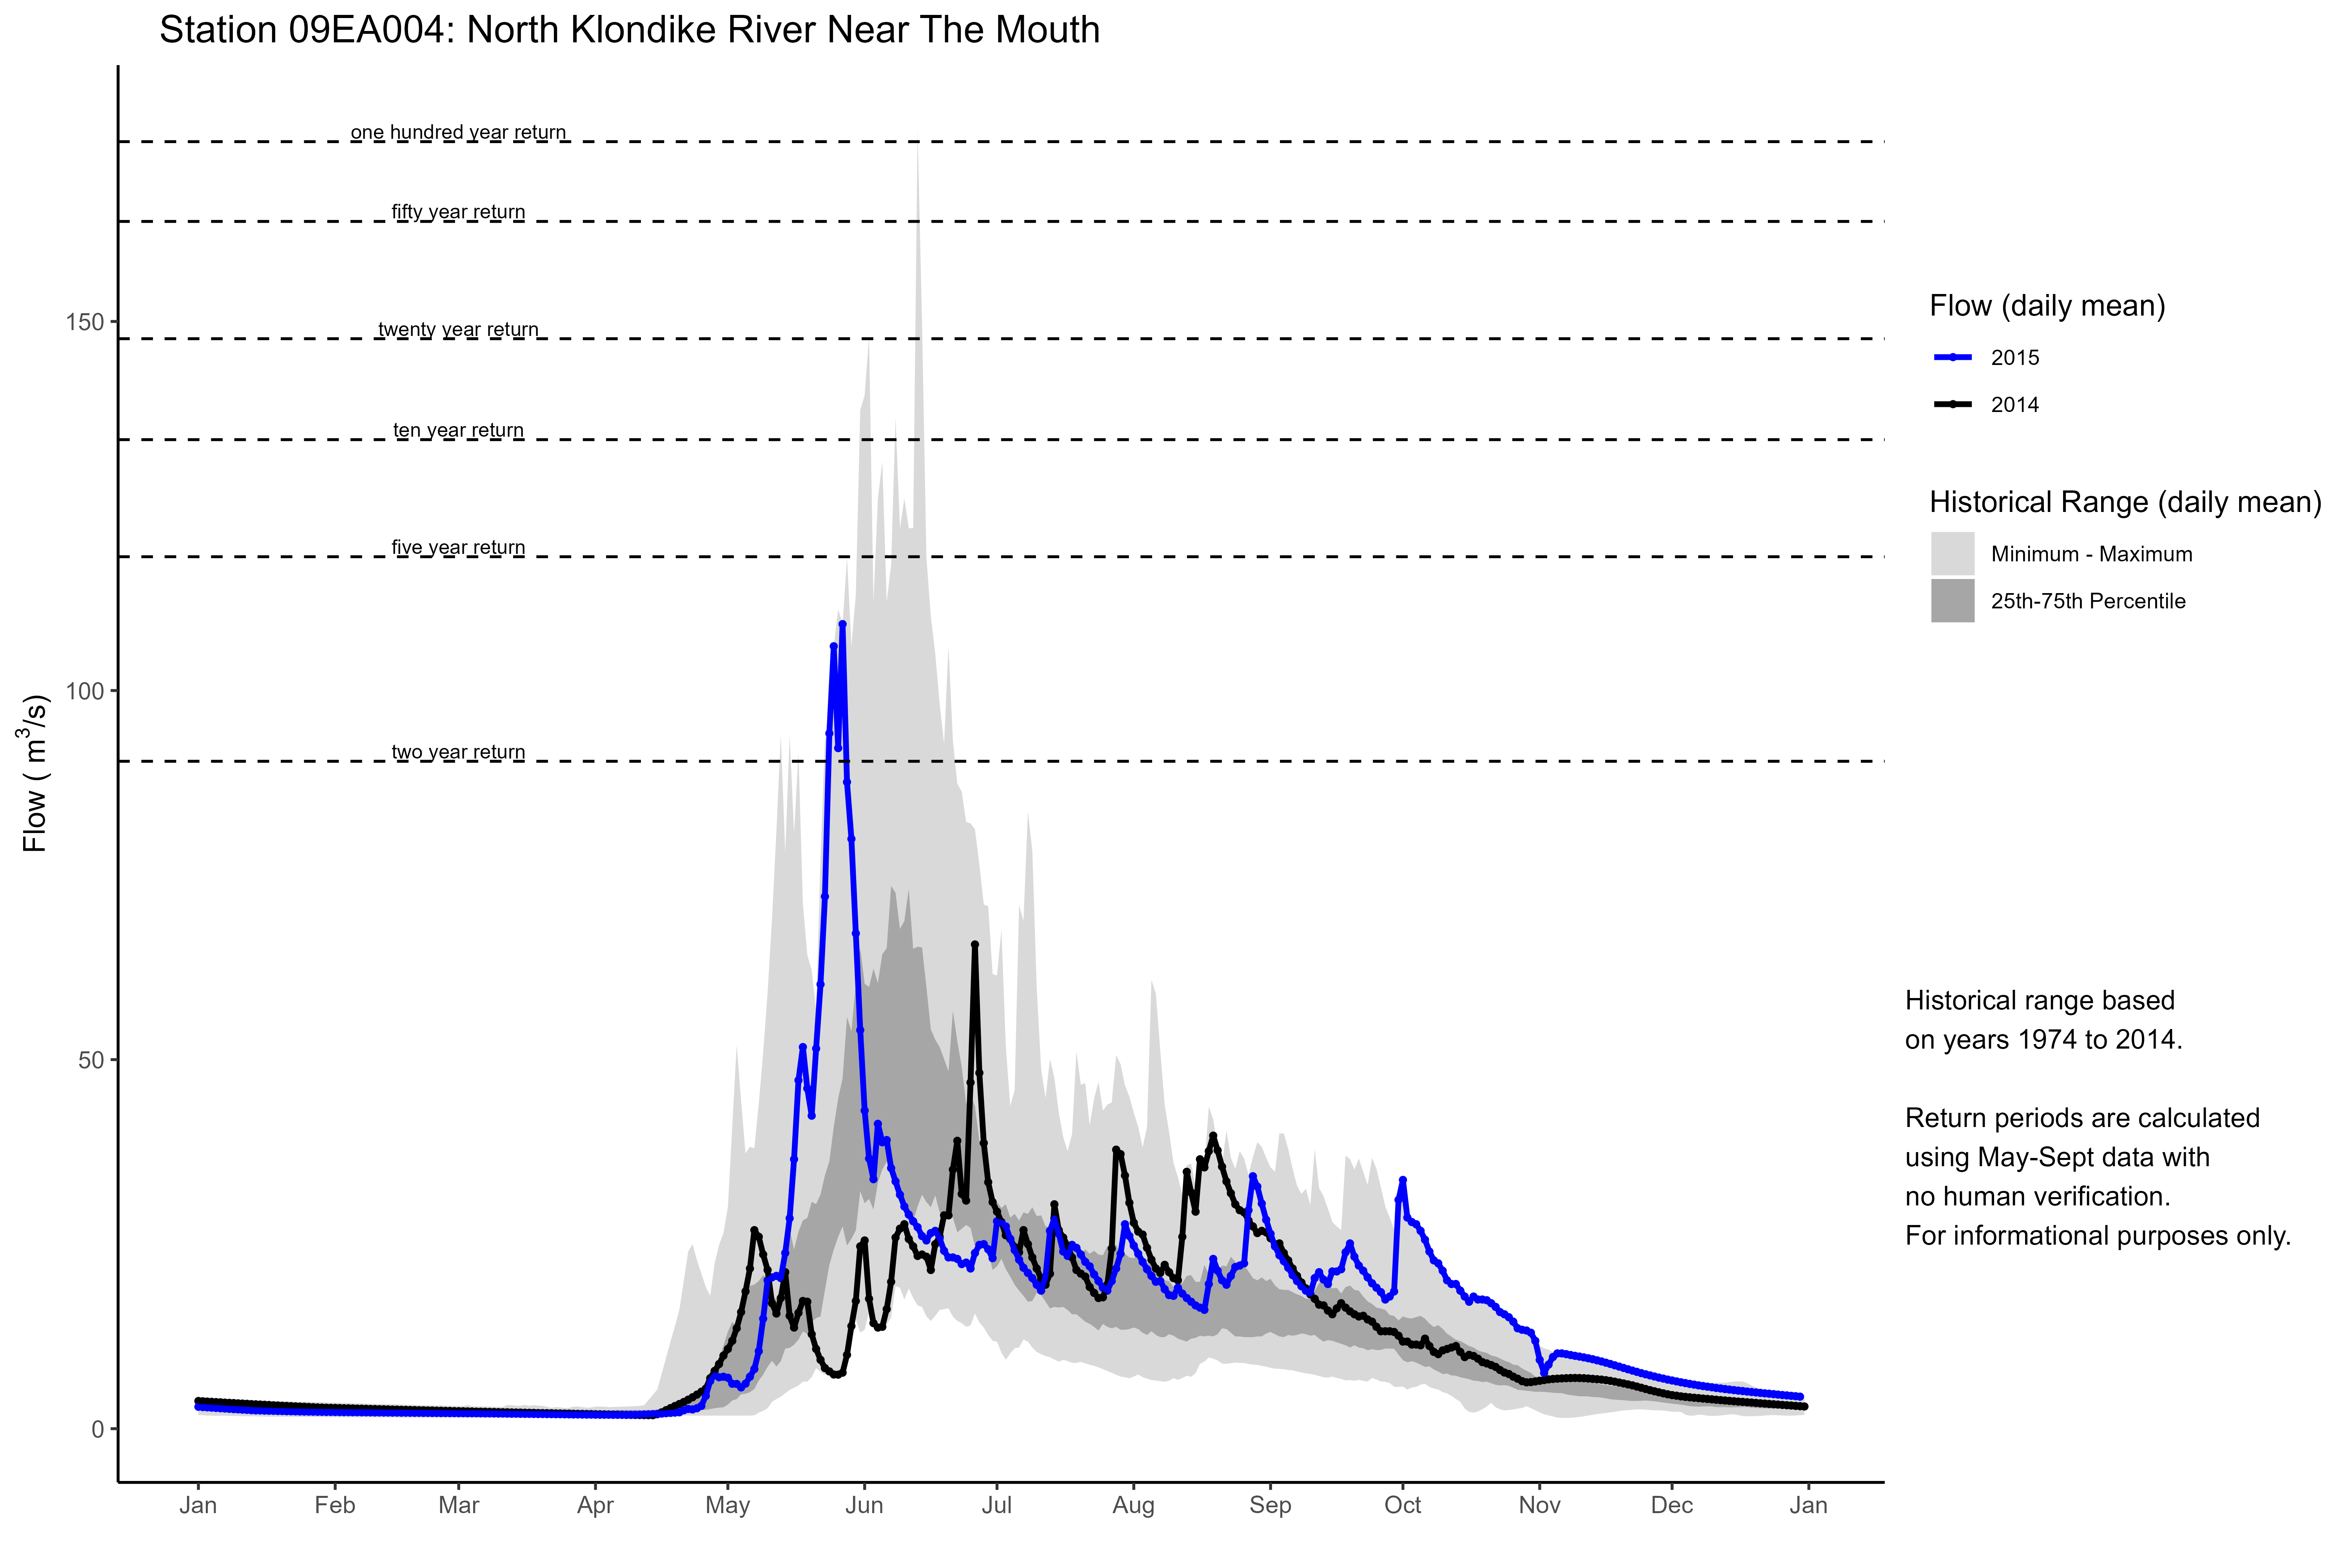 Station 09EA004: North Klondike River Near The Mouth
one hundred year return
fifty year return
twenty year return
ten year return
five year return
two year return
150
100
50
0
Flow ( m³/s)
Jan Feb Mar Apr May Jun Jul Aug Sep Oct Nov Dec Jan
Flow (daily mean)
2015
2014
Historical Range (daily mean)
Minimum - Maximum
25th-75th Percentile
Historical range based
on years 1974 to 2014.
Return periods are calculated
using May-Sept data with
no human verification.
For informational purposes only.